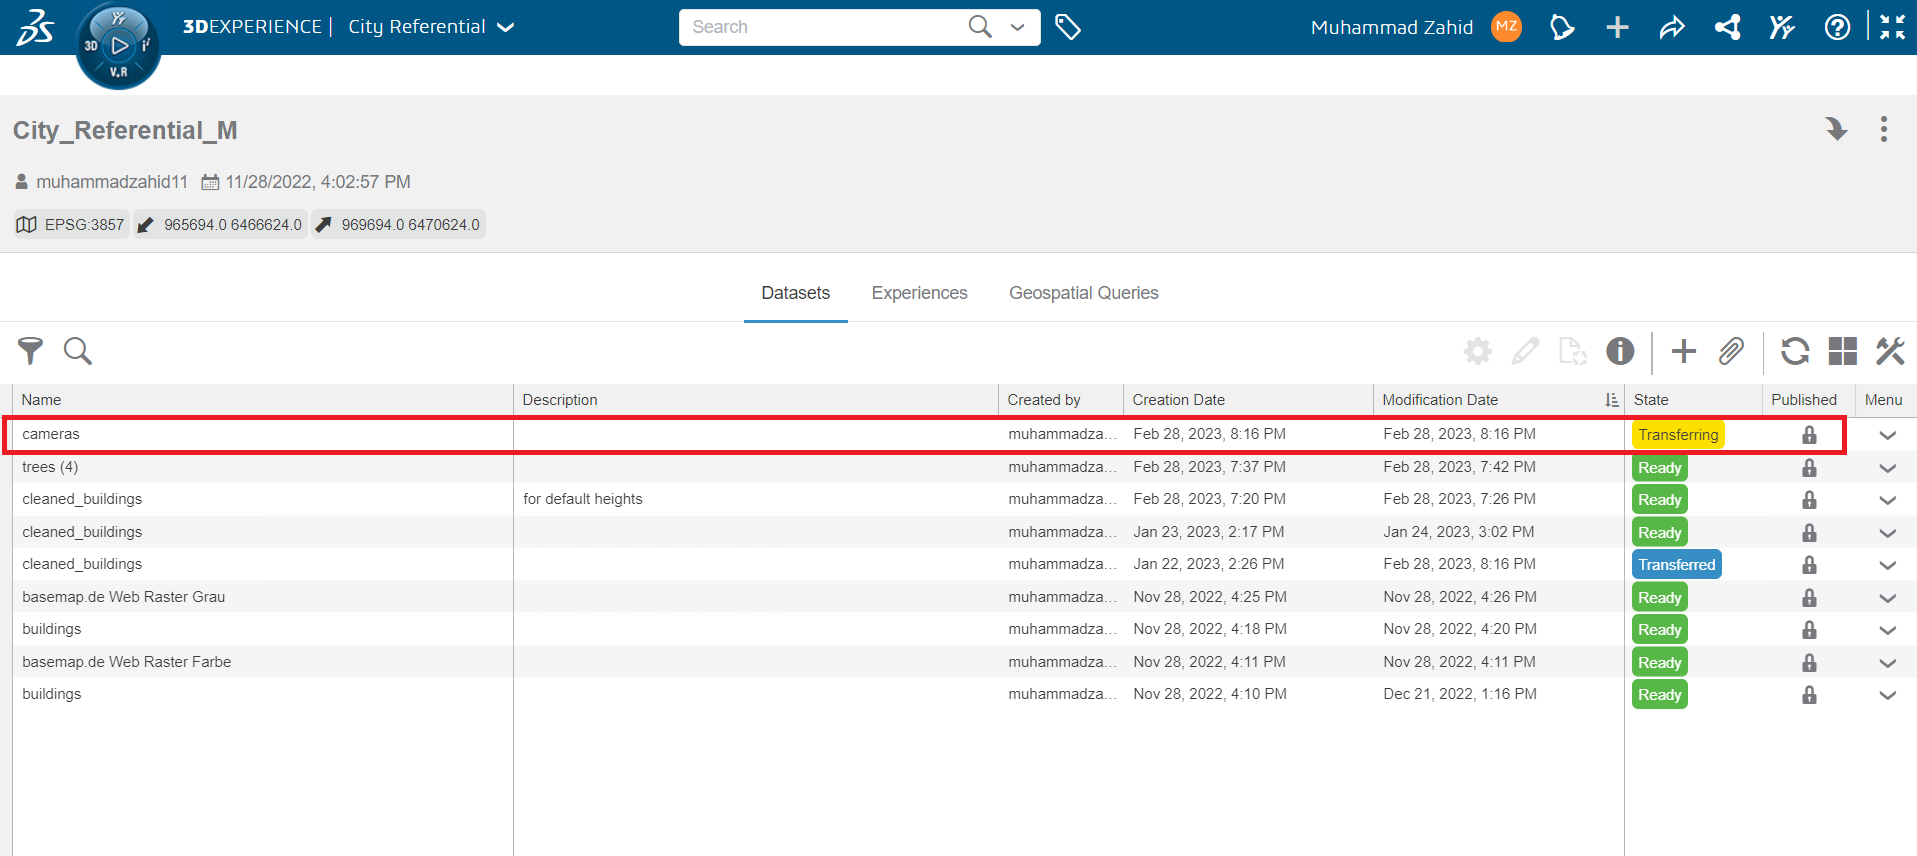 3DEXPERIENCE | City Referential
Search
Muhammad Zahid MZ
3D V.R
City_Referential_M
muhammadzahid11 11/28/2022, 4:02:57 PM
EPSG:3857 965694.0 6466624.0 969694.0 6470624.0
Datasets Experiences Geospatial Queries
Name Description Created by Creation Date Modification Date State Published Menu
cameras muhammadza... Feb 28, 2023, 8:16 PM Feb 28, 2023, 8:16 PM Transferring
trees (4) muhammadza... Feb 28, 2023, 7:37 PM Feb 28, 2023, 7:42 PM Ready
cleaned_buildings for default heights muhammadza... Feb 28, 2023, 7:20 PM Feb 28, 2023, 7:26 PM Ready
cleaned_buildings muhammadza... Jan 23, 2023, 2:17 PM Jan 24, 2023, 3:02 PM Ready
cleaned_buildings muhammadza... Jan 22, 2023, 2:26 PM Feb 28, 2023, 8:16 PM Transferred
basemap.de Web Raster Grau muhammadza... Nov 28, 2022, 4:25 PM Nov 28, 2022, 4:26 PM Ready
buildings muhammadza... Nov 28, 2022, 4:18 PM Nov 28, 2022, 4:20 PM Ready
basemap.de Web Raster Farbe muhammadza... Nov 28, 2022, 4:11 PM Nov 28, 2022, 4:11 PM Ready
buildings muhammadza... Nov 28, 2022, 4:10 PM Dec 21, 2022, 1:16 PM Ready